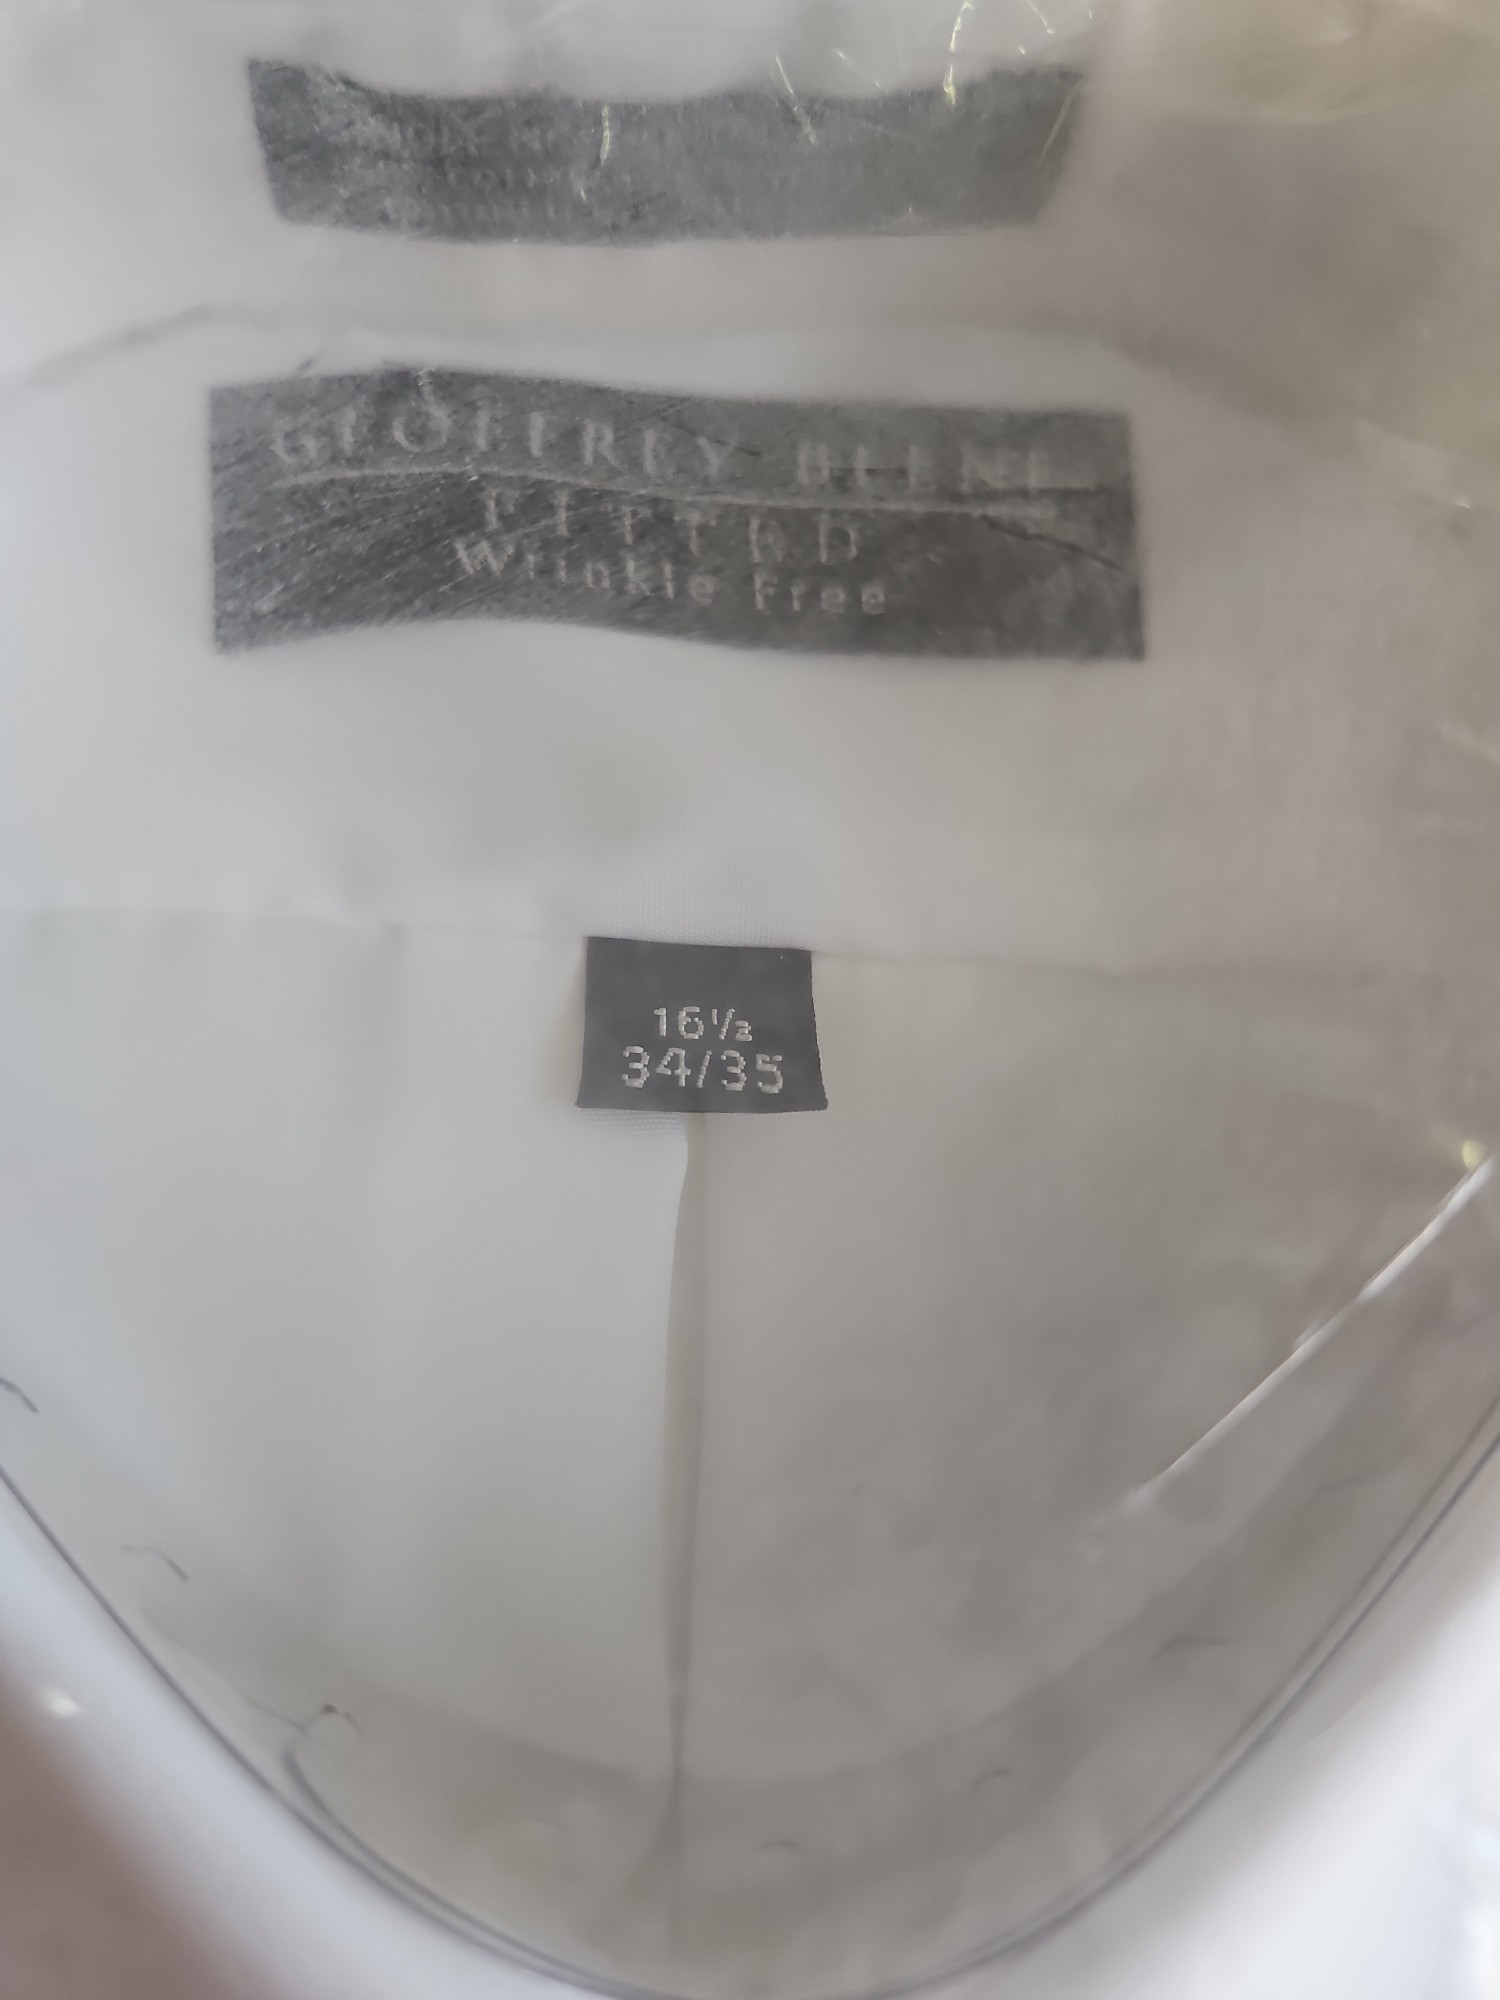 GEOFFREY BEENE
FITTED
Wrinkle Free
16½
34/35